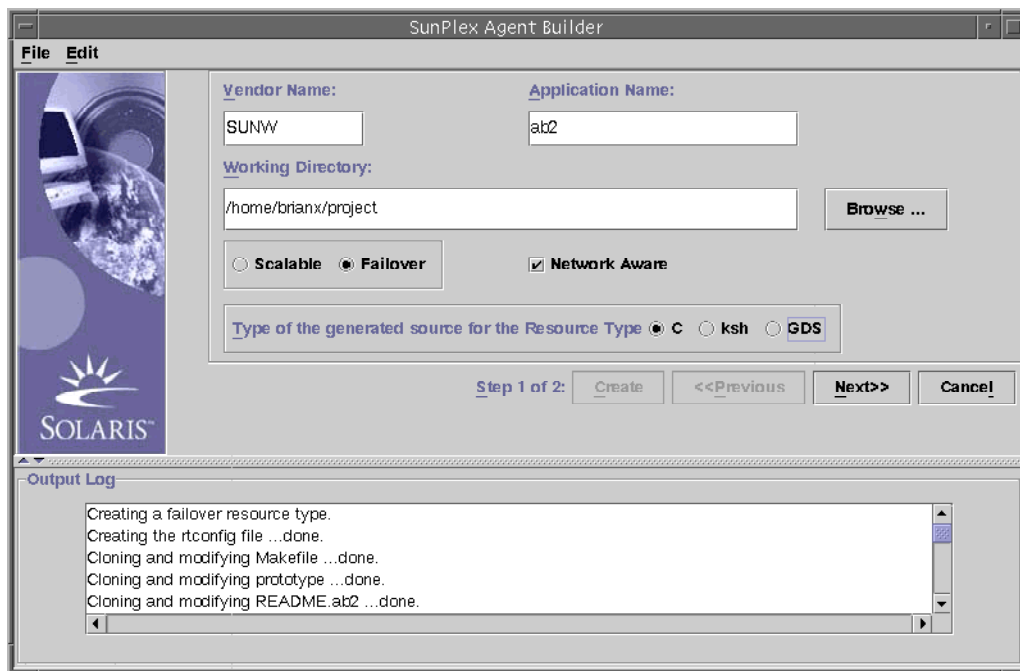 SunPlex Agent Builder
File Edit
Vendor Name: Application Name:
SUNW ab2
Working Directory:
/home/brianx/project Browse ...
Scalable Failover Network Aware
Type of the generated source for the Resource Type C ksh GDS
Step 1 of 2: Create <<Previous Next>> Cancel
SOLARIS™
Output Log
Creating a failover resource type.
Creating the rtconfig file ...done.
Cloning and modifying Makefile ...done.
Cloning and modifying prototype ...done.
Cloning and modifying README.ab2 ...done.